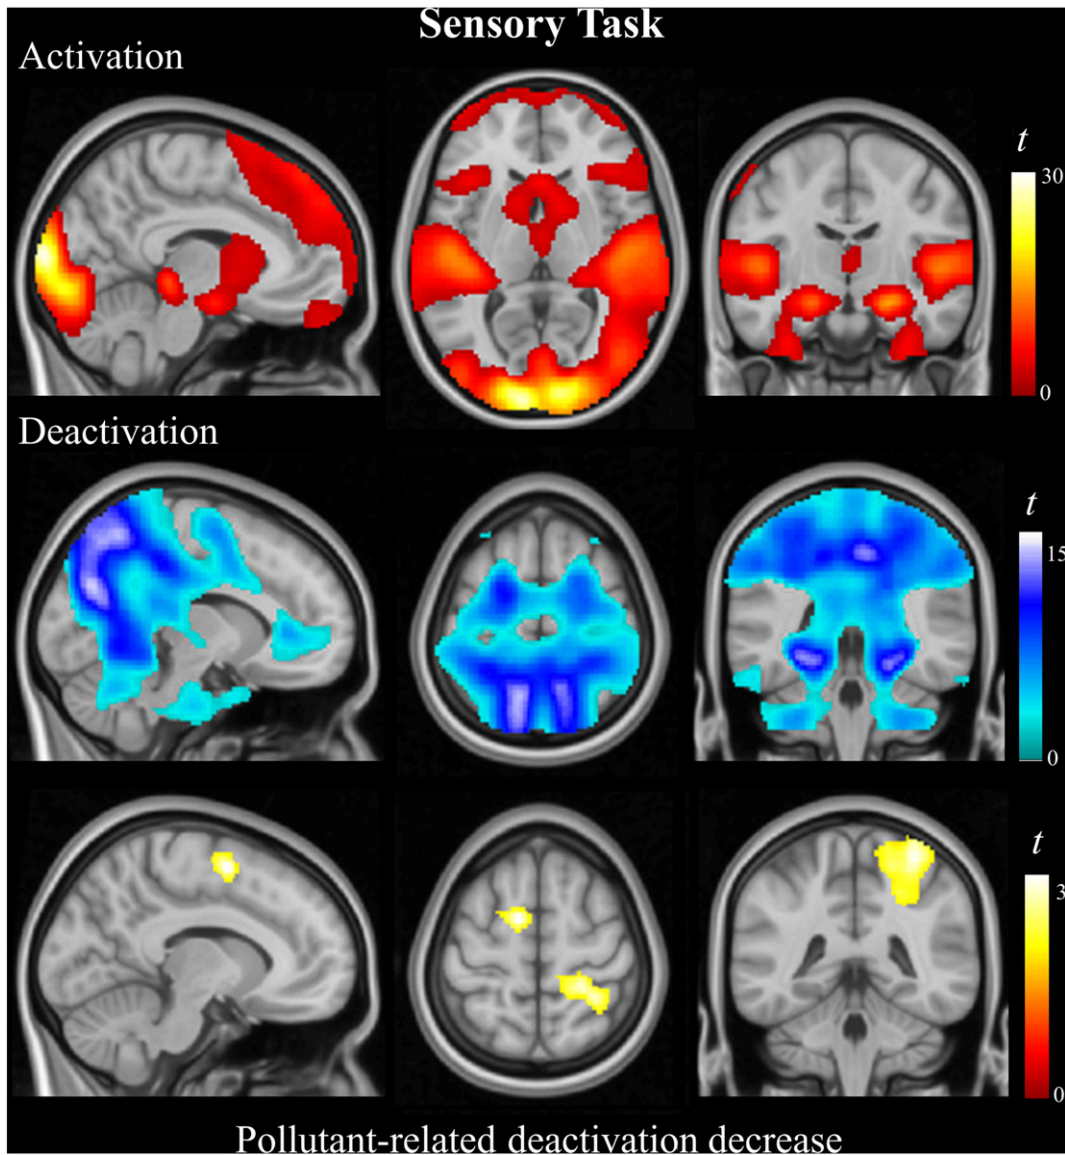 Sensory Task
Activation
t
30
0
Deactivation
t
15
0
t
3
0
Pollutant-related deactivation decrease